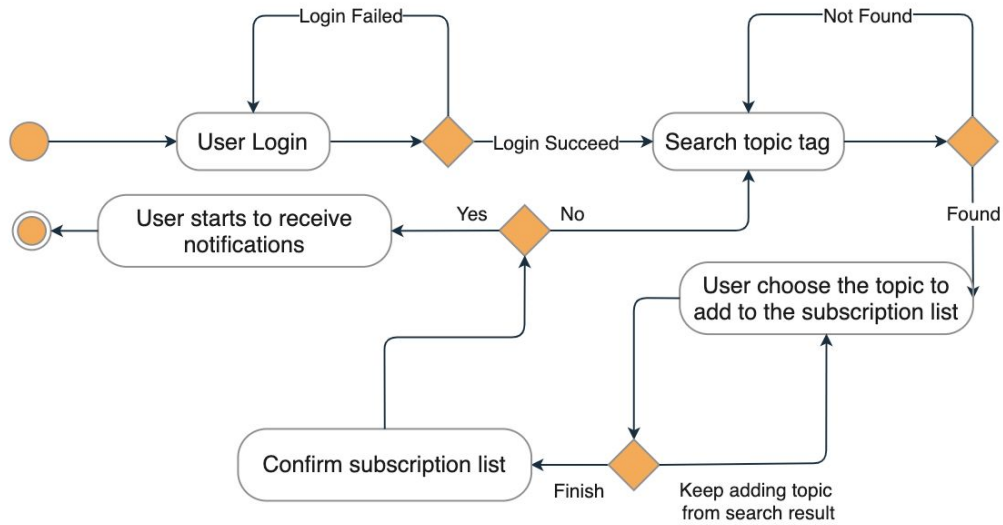 Login Failed
Not Found
User Login
Login Succeed
Search topic tag
User starts to receive
notifications
Yes
No
Found
User choose the topic to
add to the subscription list
Confirm subscription list
Finish
Keep adding topic
from search result